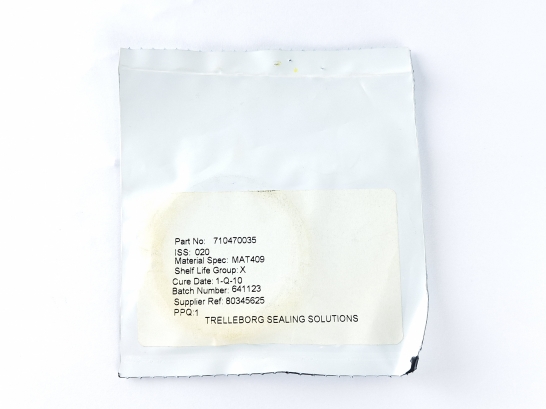 Part No: 710470035
ISS: 020
Material Spec: MAT409
Shelf Life Group: X
Cure Date: 1-Q-10
Batch Number: 641123
Supplier Ref: 80345625
PPQ:1
TRELLEBORG SEALING SOLUTIONS